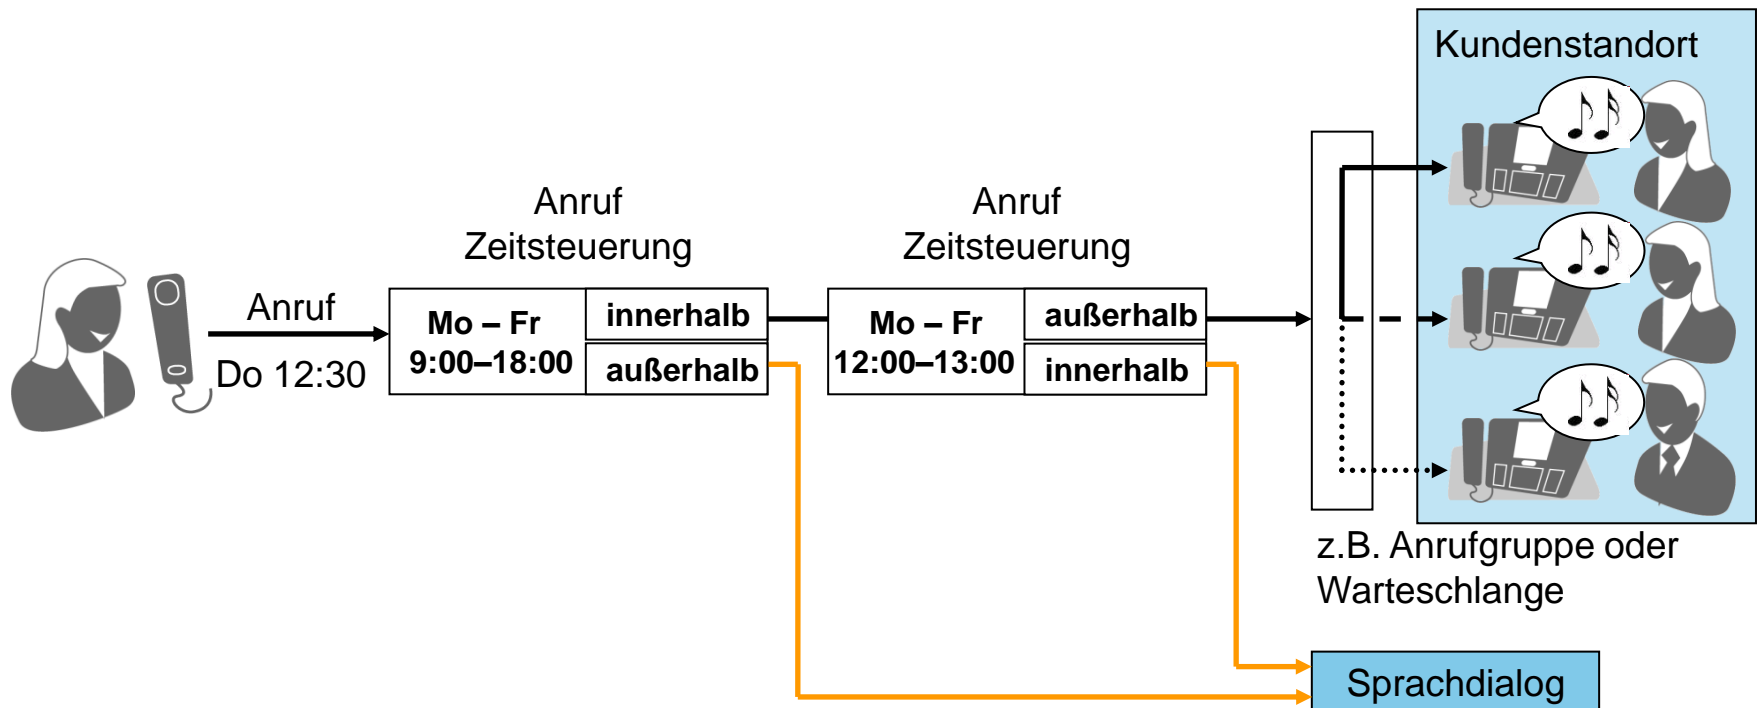 Kundenstandort
Anruf
Zeitsteuerung
Anruf
Zeitsteuerung
Anruf
Do 12:30
Mo – Fr
9:00–18:00
innerhalb
außerhalb
Mo – Fr
12:00–13:00
außerhalb
innerhalb
z.B. Anrufgruppe oder
Warteschlange
Sprachdialog